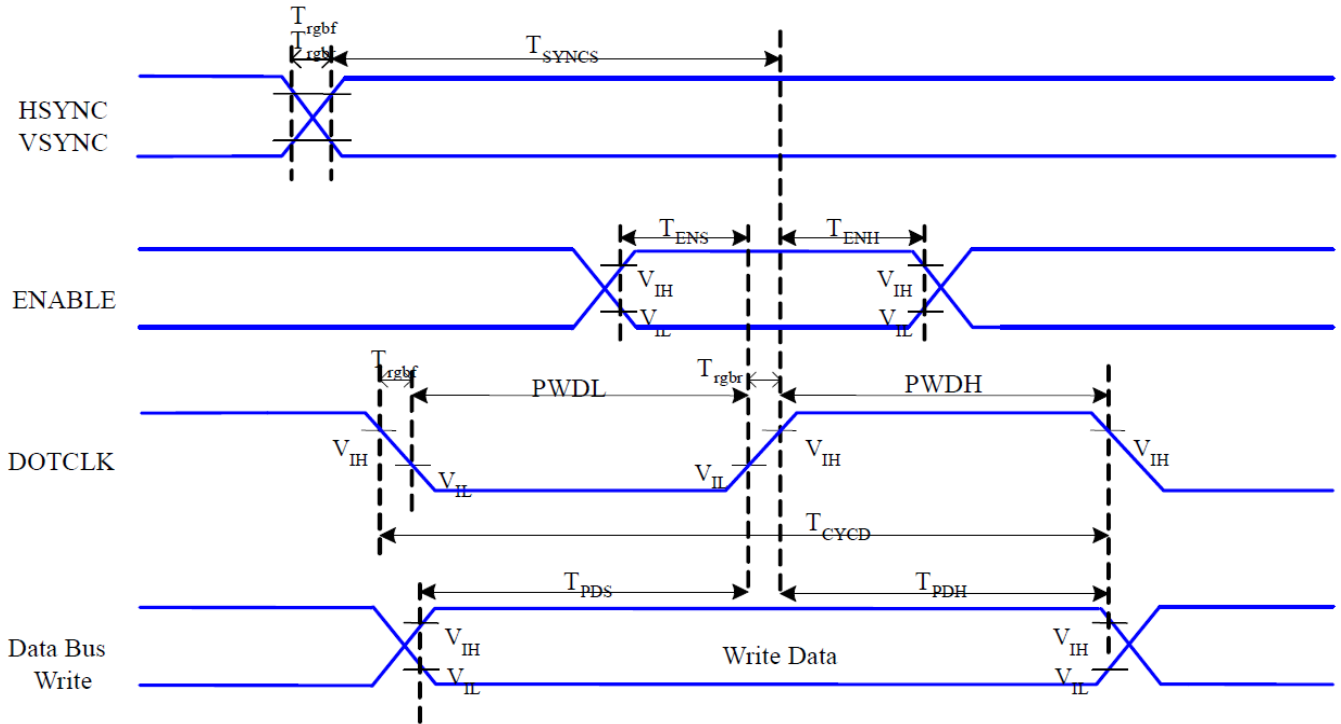 Trgbf
Trgbr
TSYNCS
HSYNC
VSYNC
TENS
TENH
VIH
VIH
ENABLE
VIL
VIL
Trgbf
Trgbr
PWDL
PWDH
VIH
VIH
VIH
DOTCLK
VIL
VIL
TCYCD
TPDS
TPDH
VIH
VIH
Data Bus
Write
Write Data
VIL
VIL